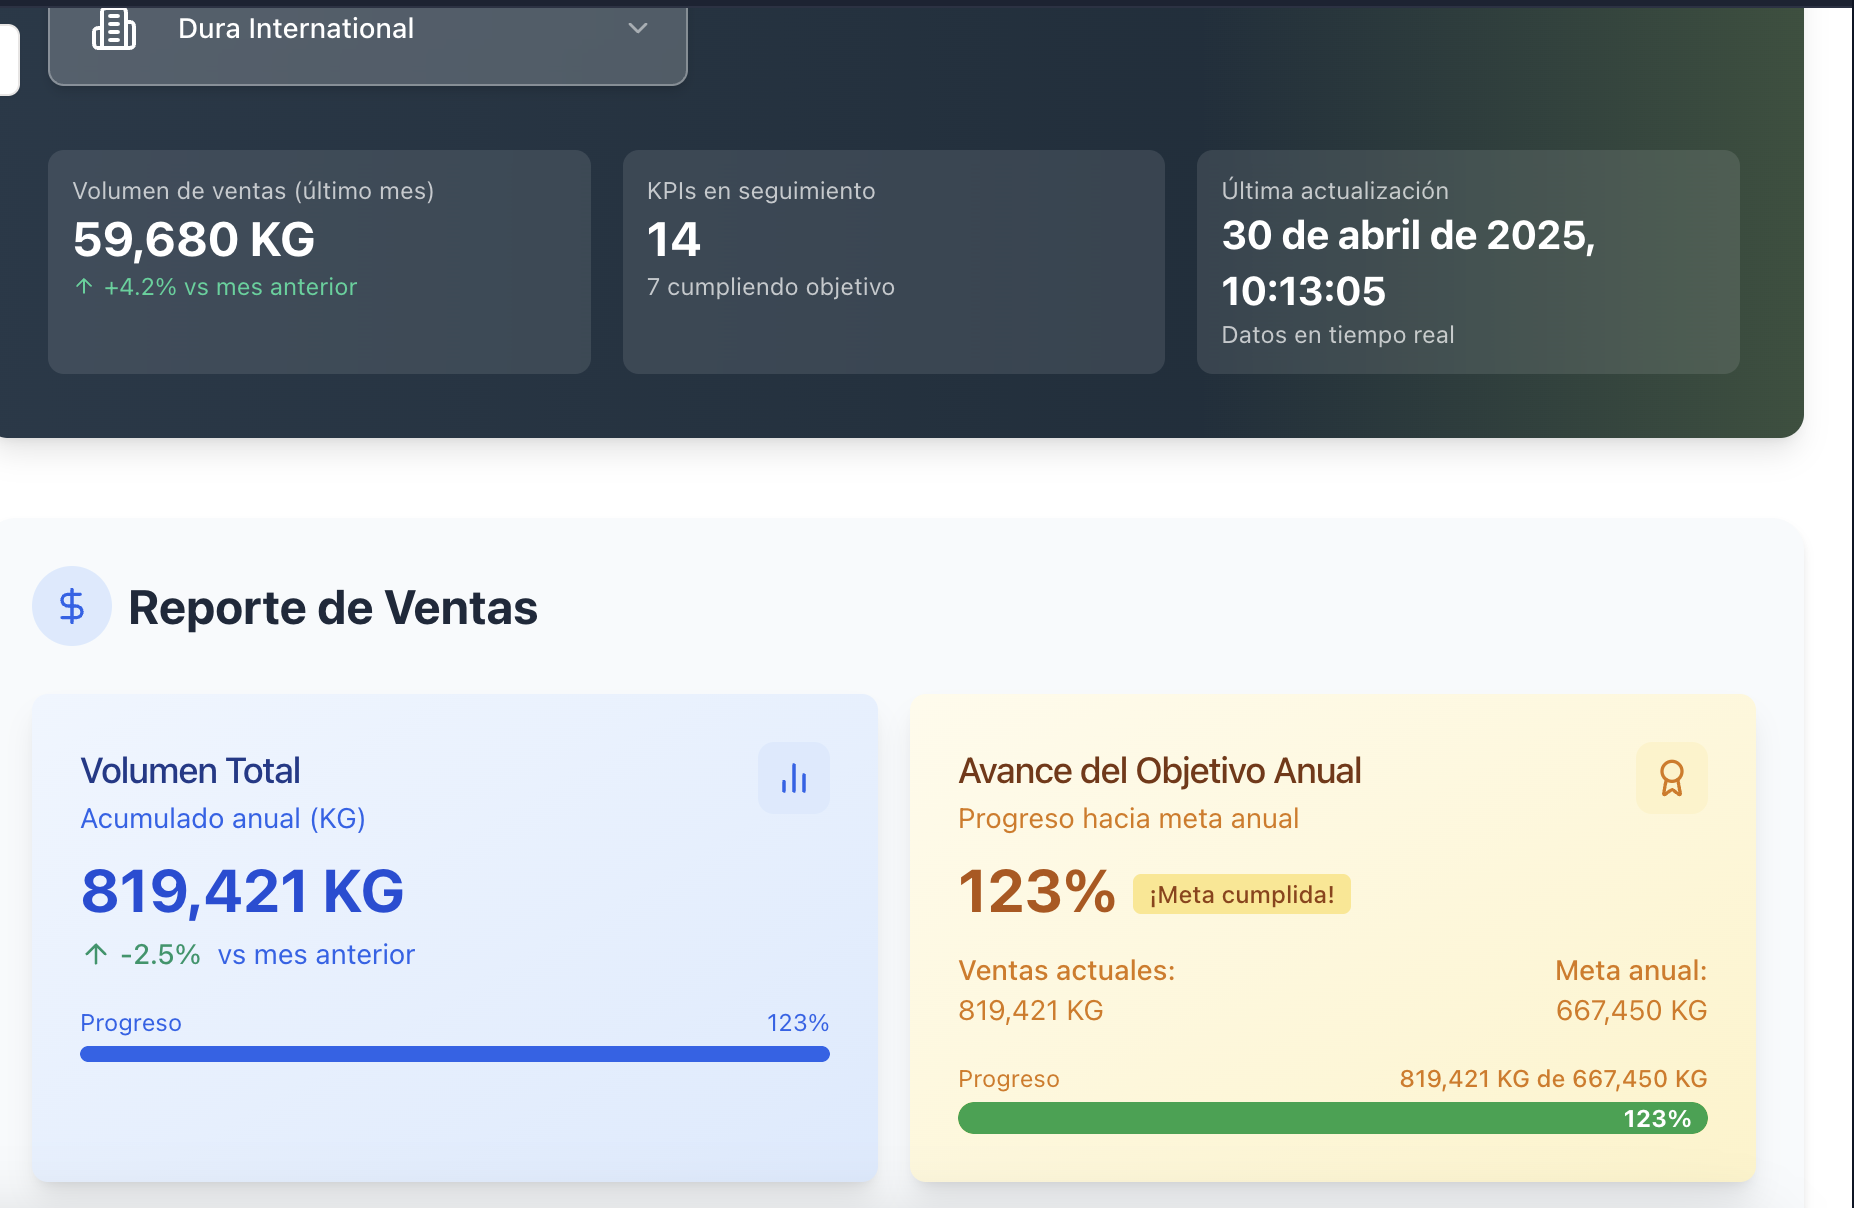 Dura International
Volumen de ventas (último mes)
59,680 KG
↑ +4.2% vs mes anterior
KPIs en seguimiento
14
7 cumpliendo objetivo
Última actualización
30 de abril de 2025,
10:13:05
Datos en tiempo real
$ Reporte de Ventas
Volumen Total
Acumulado anual (KG)
819,421 KG
↑ -2.5% vs mes anterior
Progreso 123%
Avance del Objetivo Anual
Progreso hacia meta anual
123% ¡Meta cumplida!
Ventas actuales: Meta anual:
819,421 KG 667,450 KG
Progreso 819,421 KG de 667,450 KG
123%